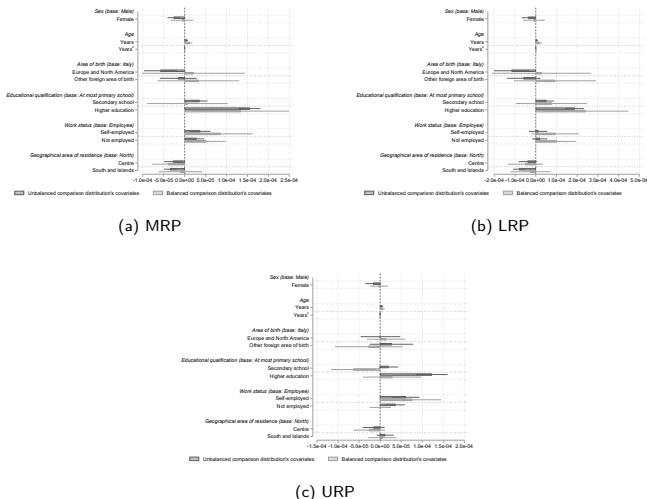 Sex (base: Male)
Female
Age
Years
Years²
Area of birth (base: Italy)
Europe and North America
Other foreign area of birth
Educational qualification (base: At most primary school)
Secondary school
Higher education
Work status (base: Employee)
Self-employed
Not employed
Geographical area of residence (base: North)
Centre
South and Islands
-1.0e-04 -5.0e-05 0.0e+00 5.0e-05 1.0e-04 1.5e-04 2.0e-04 2.5e-04
Unbalanced comparison distribution's covariates Balanced comparison distribution's covariates
(a) MRP
Sex (base: Male)
Female
Age
Years
Years²
Area of birth (base: Italy)
Europe and North America
Other foreign area of birth
Educational qualification (base: At most primary school)
Secondary school
Higher education
Work status (base: Employee)
Self-employed
Not employed
Geographical area of residence (base: North)
Centre
South and Islands
-2.0e-04 -1.0e-04 0.0e+00 1.0e-04 2.0e-04 3.0e-04 4.0e-04 5.0e-04
Unbalanced comparison distribution's covariates Balanced comparison distribution's covariates
(b) LRP
Sex (base: Male)
Female
Age
Years
Years²
Area of birth (base: Italy)
Europe and North America
Other foreign area of birth
Educational qualification (base: At most primary school)
Secondary school
Higher education
Work status (base: Employee)
Self-employed
Not employed
Geographical area of residence (base: North)
Centre
South and Islands
-1.5e-04 -1.0e-04 -5.0e-05 0.0e+00 5.0e-05 1.0e-04 1.5e-04 2.0e-04
Unbalanced comparison distribution's covariates Balanced comparison distribution's covariates
(c) URP